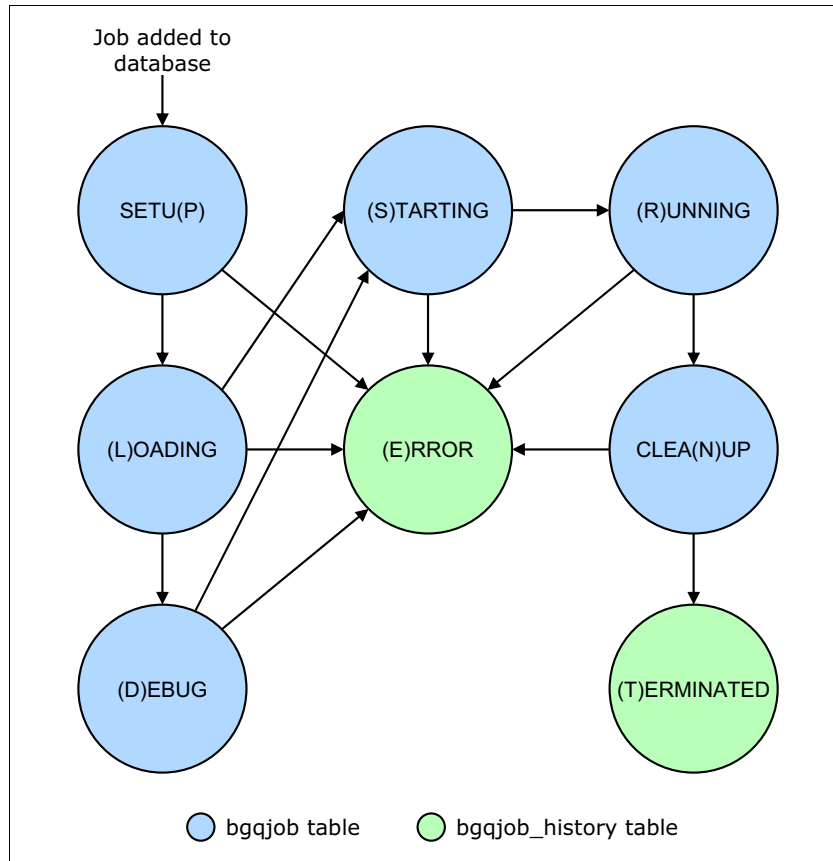 Job added to
database
SETU(P)
(S)TARTING
(R)UNNING
(L)OADING
(E)RROR
CLEA(N)UP
(D)EBUG
(T)ERMINATED
bgqjob table
bgqjob_history table